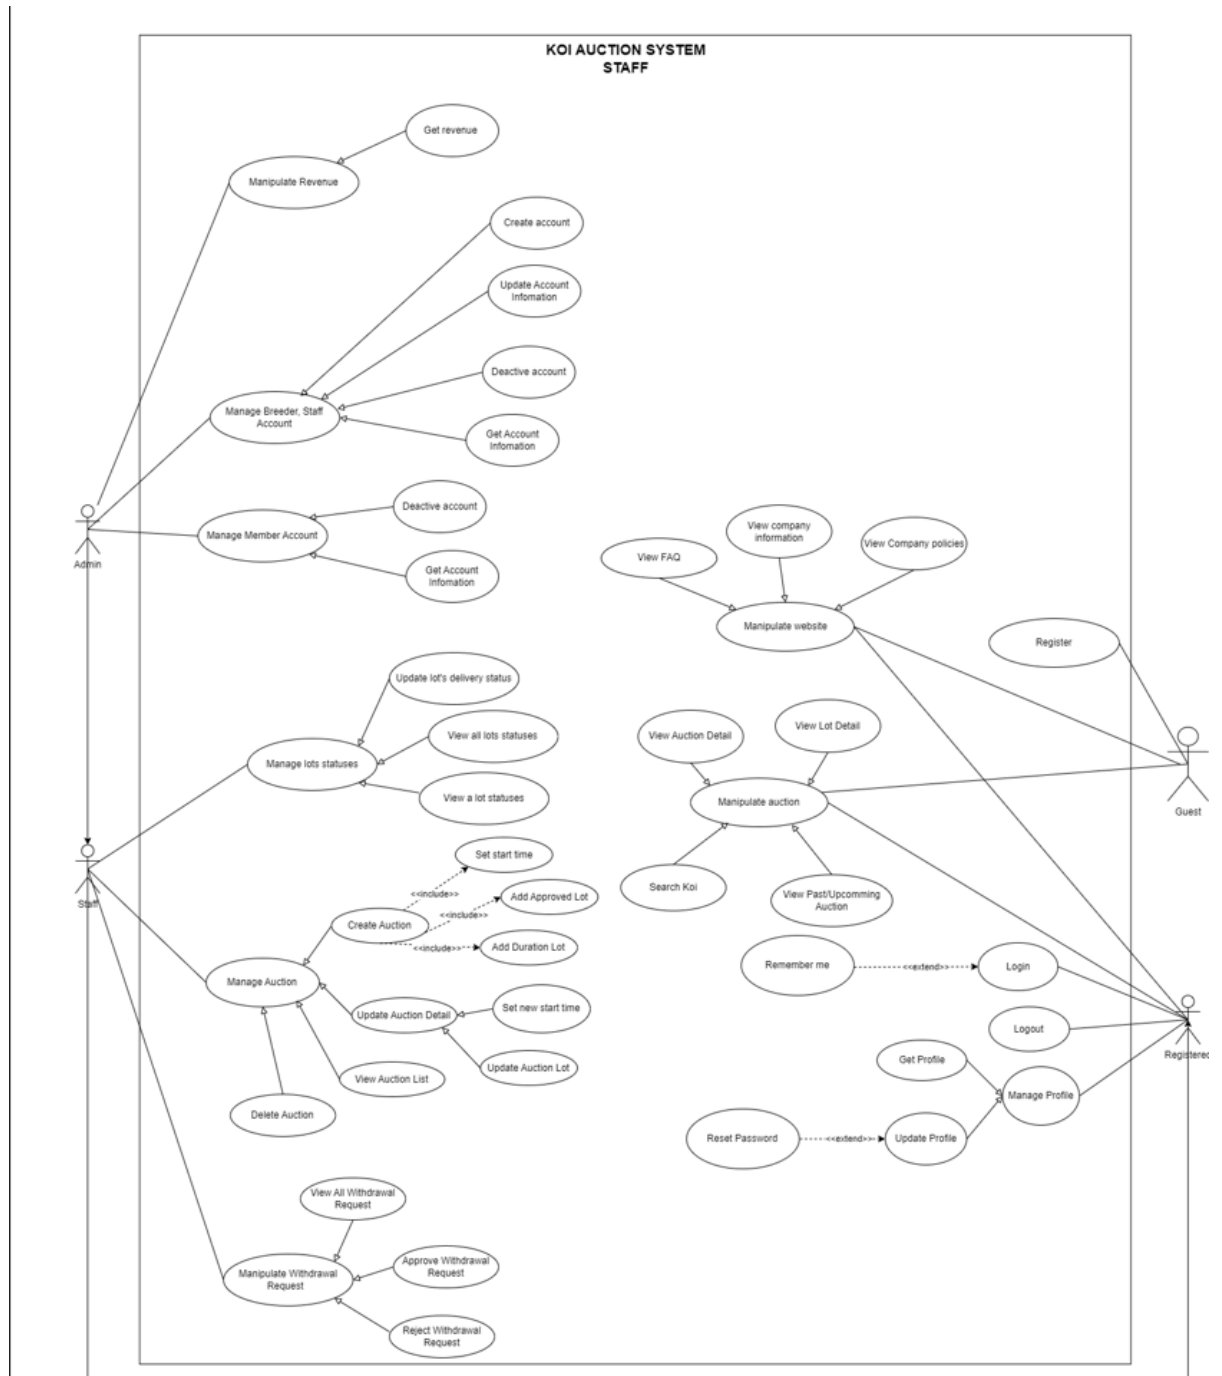 KOI AUCTION SYSTEM
STAFF
Get revenue
Manipulate Revenue
Create account
Update Account
Infomation
Deactive account
Manage Breeder, Staff
Account
Get Account
Infomation
Admin
Deactive account
Manage Member Account
Get Account
Infomation
View FAQ
View company
information
View Company policies
Manipulate website
Register
Guest
Update lot's delivery status
View all lots statuses
Manage lots statuses
View a lot statuses
View Auction Detail
View Lot Detail
Manipulate auction
Search Koi
View Past/Upcomming
Auction
Staff
Set start time
<<include>>
Add Approved Lot
<<include>>
Create Auction
<<include>>
Add Duration Lot
Manage Auction
Update Auction Detail
Set new start time
Update Auction Lot
View Auction List
Delete Auction
Remember me
<<extend>>
Login
Logout
Registered
Get Profile
Manage Profile
Reset Password
<<extend>>
Update Profile
View All Withdrawal
Request
Manipulate Withdrawal
Request
Approve Withdrawal
Request
Reject Withdrawal
Request